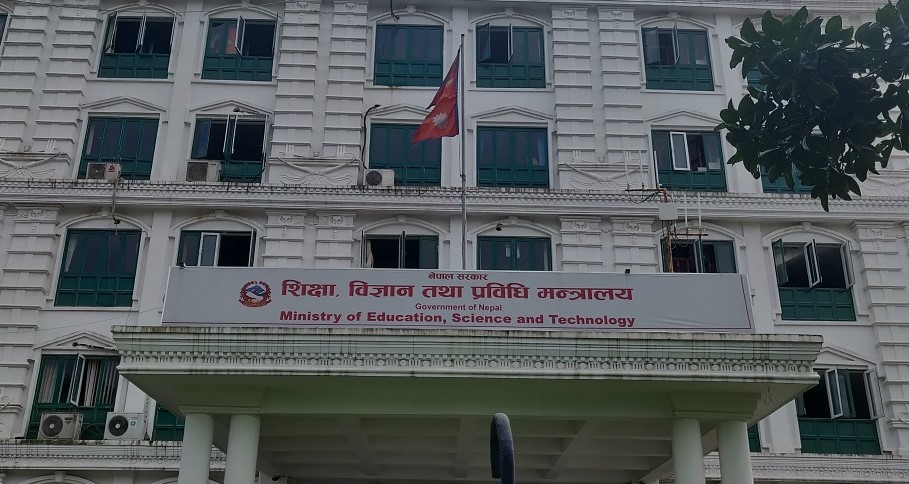 नेपाल सरकार
शिक्षा, विज्ञान तथा प्रविधि मन्त्रालय
Government of Nepal
Ministry of Education, Science and Technology